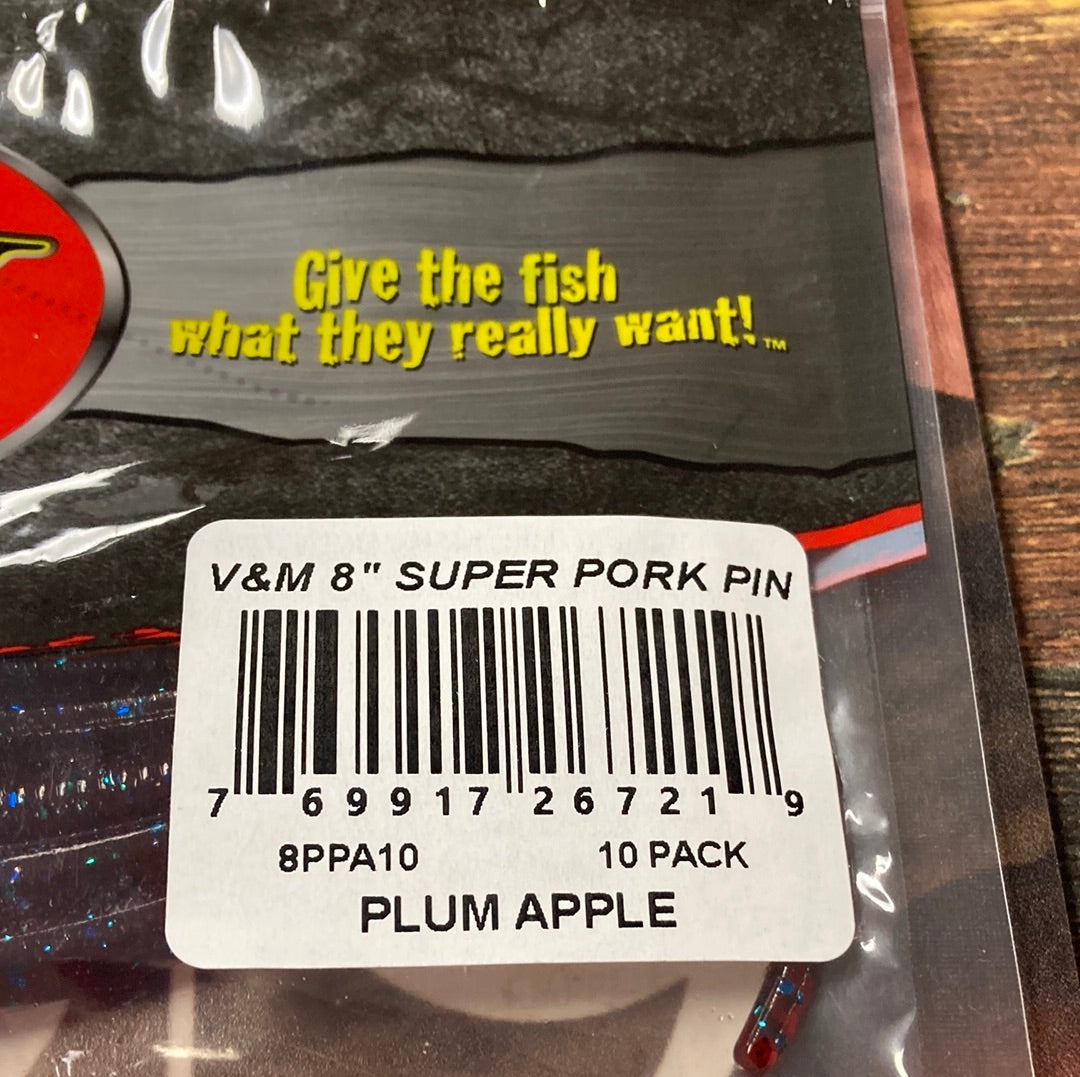 Give the fish
what they really want!™
V&M 8" SUPER PORK PIN
7 69917 26721 9
8PPA10 10 PACK
PLUM APPLE